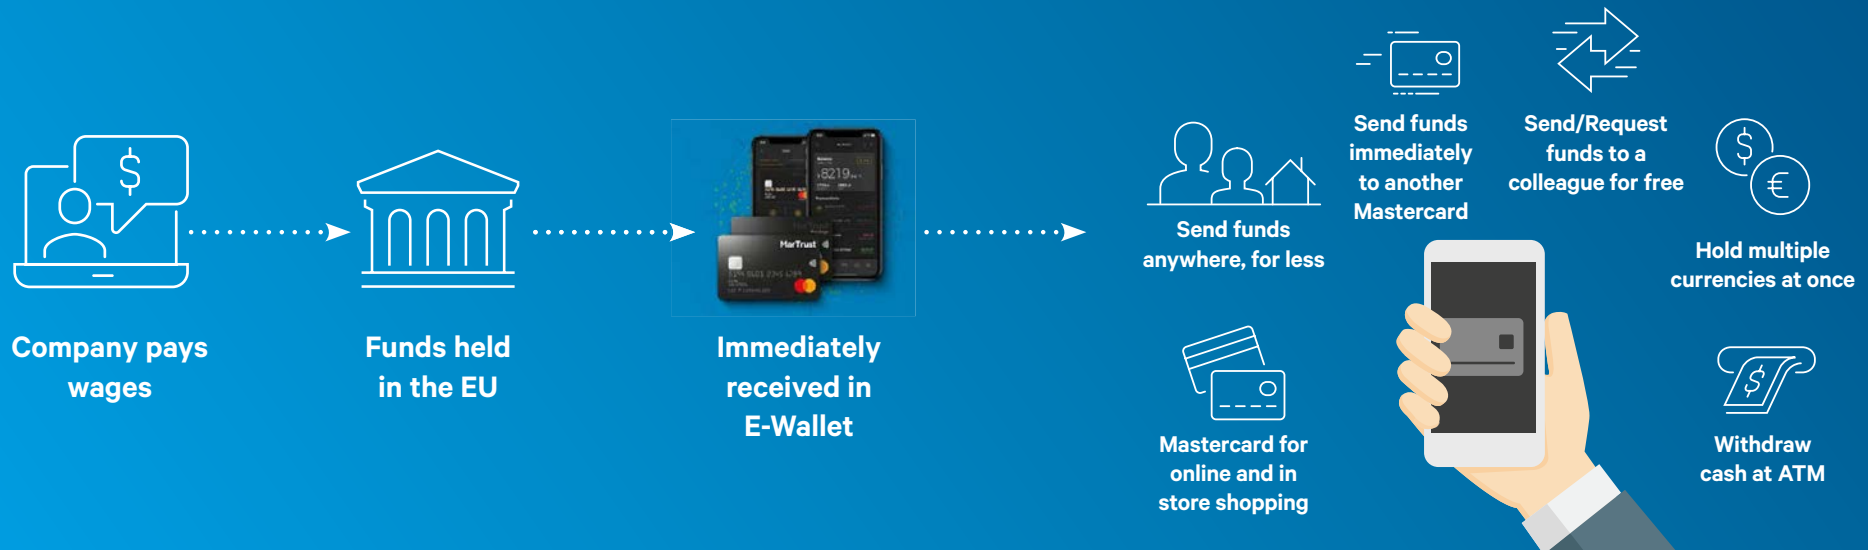 Company pays
wages
Funds held
in the EU
8219
MarTrust
Immediately
received in
E-Wallet
Send funds
anywhere, for less
Send funds
immediately
to another
Mastercard
Send/Request
funds to a
colleague for free
$
€
Hold multiple
currencies at once
Mastercard for
online and in
store shopping
$
Withdraw
cash at ATM
$